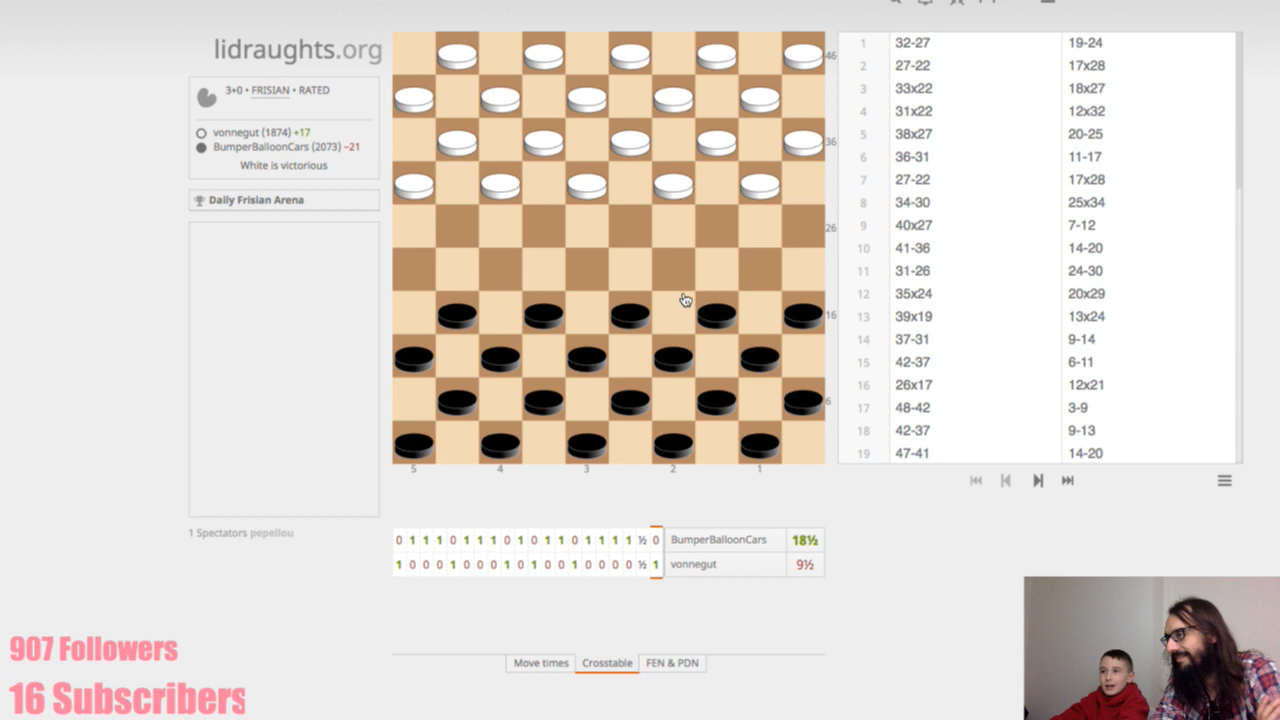 lidraughts.org
3+0 • FRISIAN • RATED
vonnegut (1874) +17
BumperBalloonCars (2073) −21
White is victorious
Daily Frisian Arena
1 Spectators pepellou
46
36
26
16
6
5 4 3 2 1
1 32-27 19-24
2 27-22 17x28
3 33x22 18x27
4 31x22 12x32
5 38x27 20-25
6 36-31 11-17
7 27-22 17x28
8 34-30 25x34
9 40x27 7-12
10 41-36 14-20
11 31-26 24-30
12 35x24 20x29
13 39x19 13x24
14 37-31 9-14
15 42-37 6-11
16 26x17 12x21
17 48-42 3-9
18 42-37 9-13
19 47-41 14-20
0 1 1 1 0 1 1 1 0 1 0 1 1 0 1 1 1 1 ½ 0 BumperBalloonCars 18½
1 0 0 0 1 0 0 0 1 0 1 0 0 1 0 0 0 0 ½ 1 vonnegut 9½
Move times Crosstable FEN & PDN
907 Followers
16 Subscribers